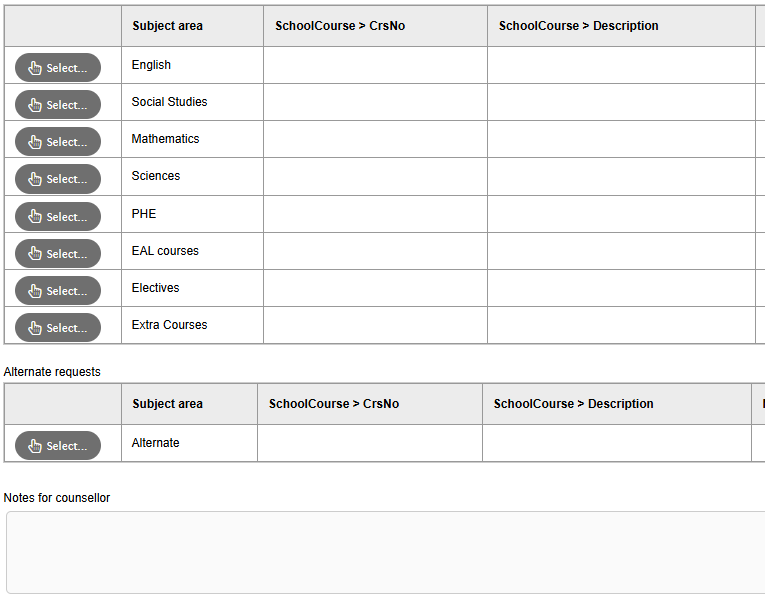 Subject area SchoolCourse > CrsNo SchoolCourse > Description
Select... English
Select... Social Studies
Select... Mathematics
Select... Sciences
Select... PHE
Select... EAL courses
Select... Electives
Select... Extra Courses
Alternate requests
Subject area SchoolCourse > CrsNo SchoolCourse > Description
Select... Alternate
Notes for counsellor